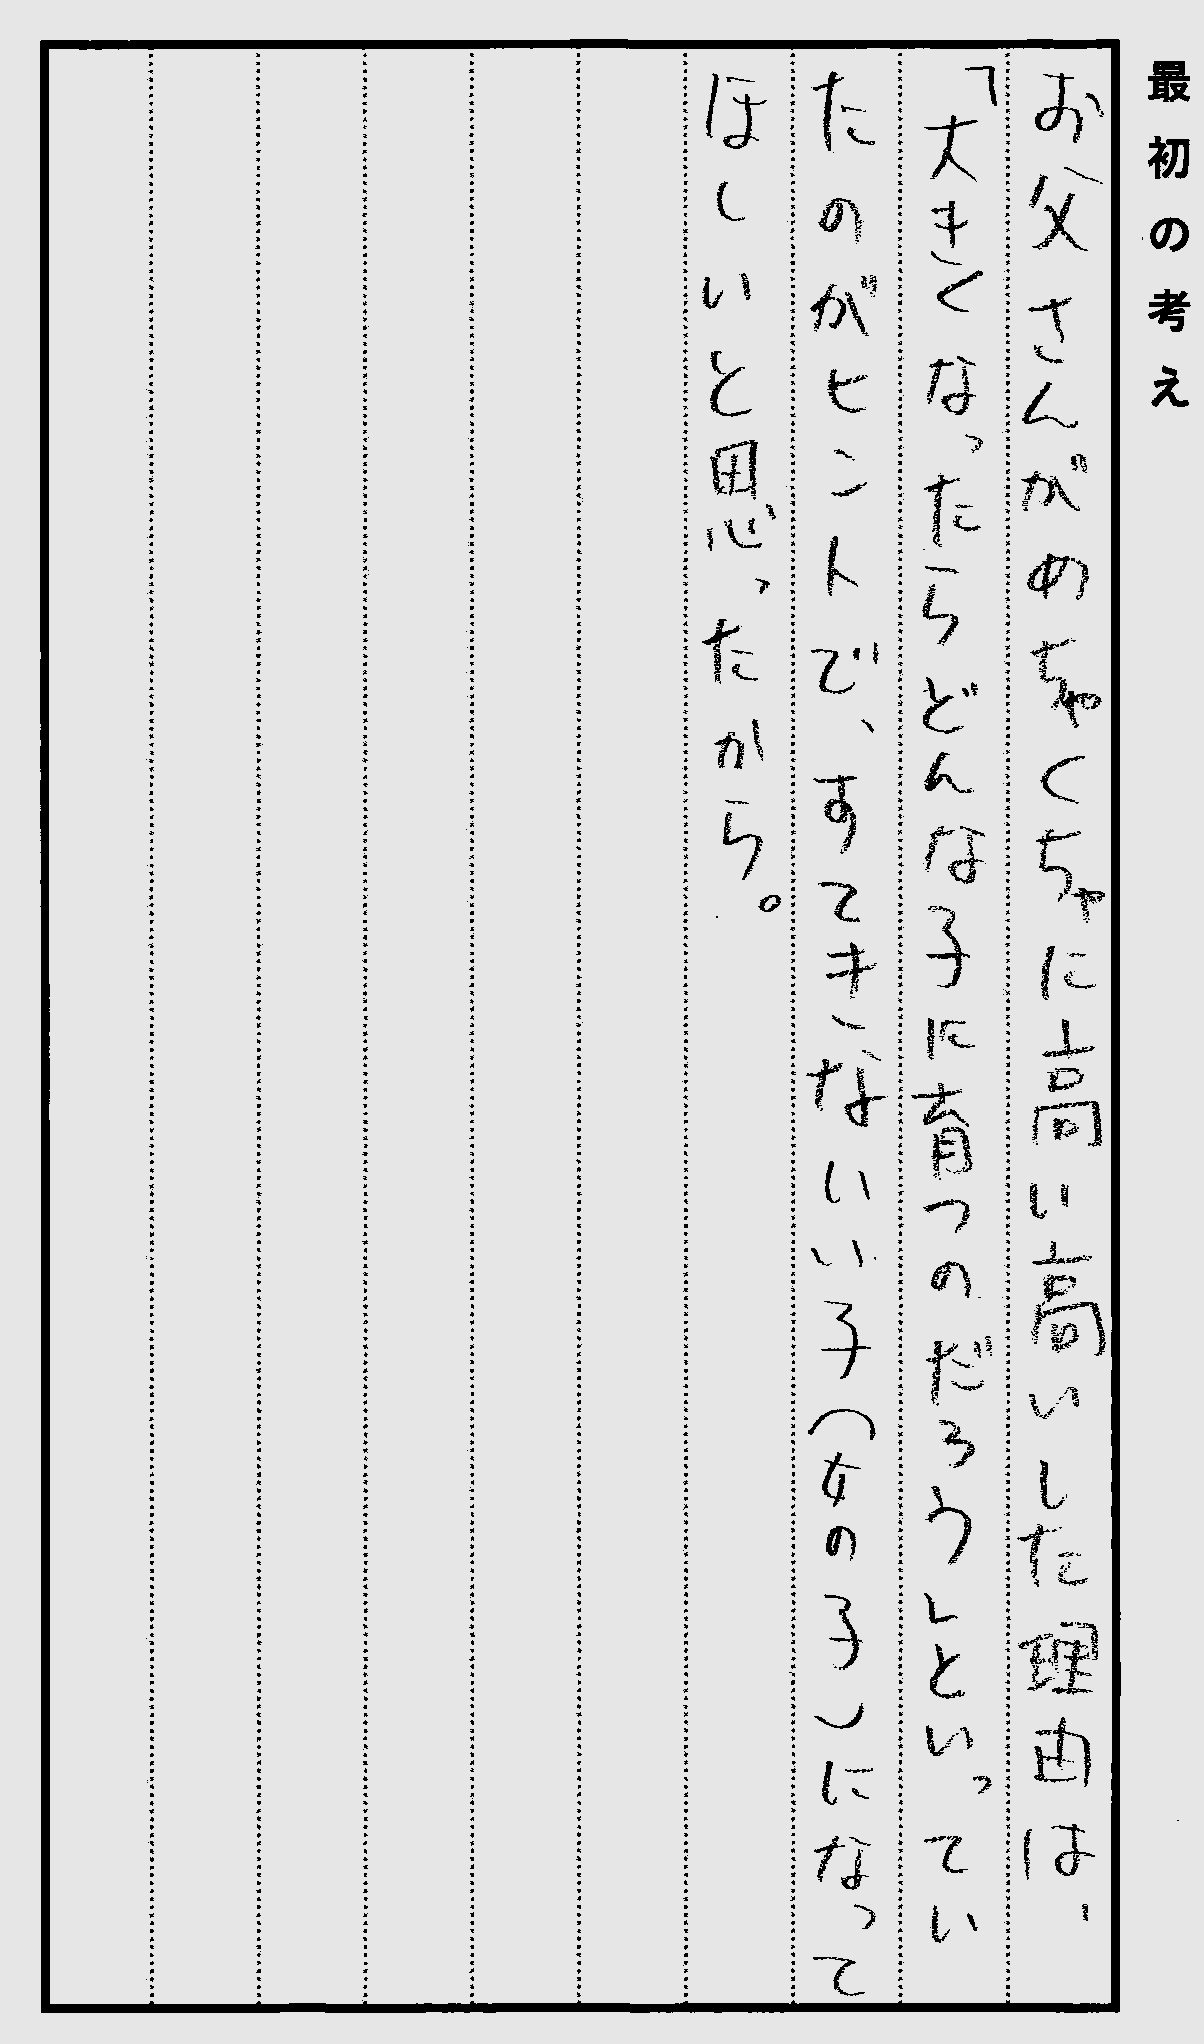 最初の考え
お父さんがめちゃくちゃに高い高いした理由は、
「大きくなったらどんな子に育つのだろう」といってい
たのがヒントで、すてきなないい子(女の子)になって
ほしいと思ったから。